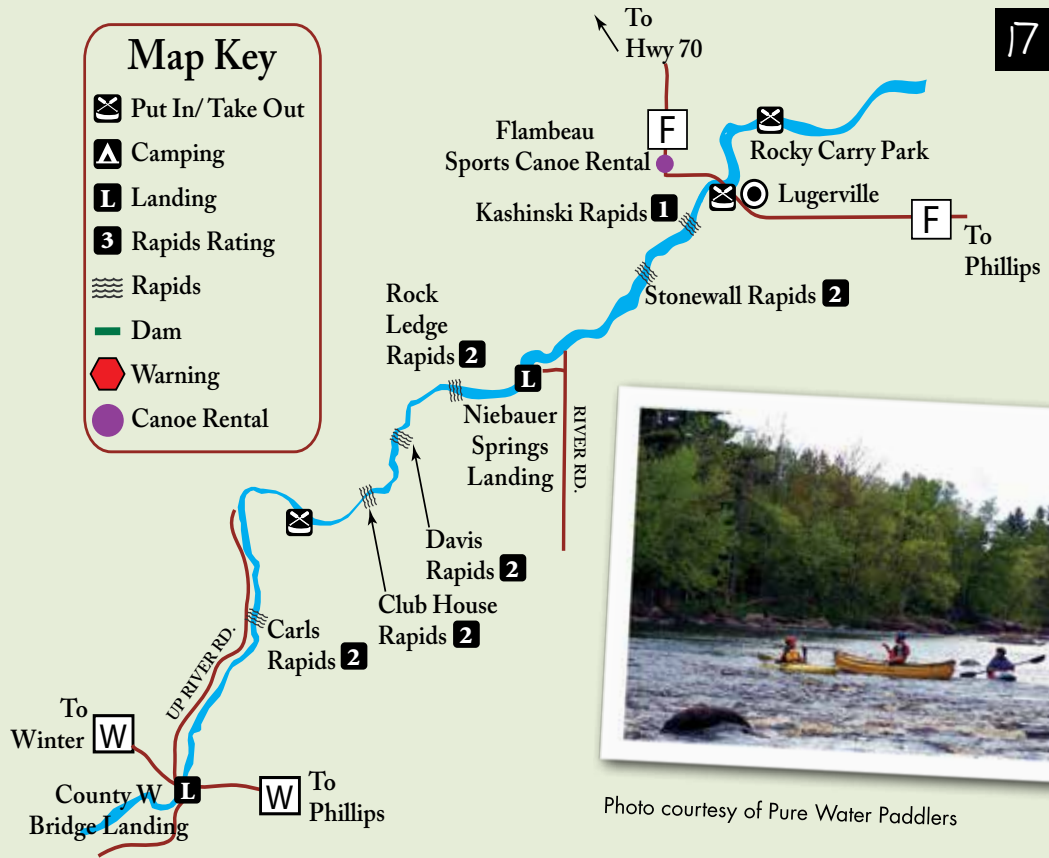 17
Map Key
Put In/ Take Out
Camping
L Landing
3 Rapids Rating
Rapids
Dam
Warning
Canoe Rental
To
Hwy 70
F
Flambeau
Sports Canoe Rental
Rocky Carry Park
Lugerville
F
To
Phillips
Kashinski Rapids 1
Stonewall Rapids 2
Rock
Ledge
Rapids 2
L
Niebauer
Springs
Landing
RIVER RD.
Davis
Rapids 2
Club House
Rapids 2
Carls
Rapids 2
UP RIVER RD.
To
Winter W
County W L
Bridge Landing
W To
Phillips
Photo courtesy of Pure Water Paddlers